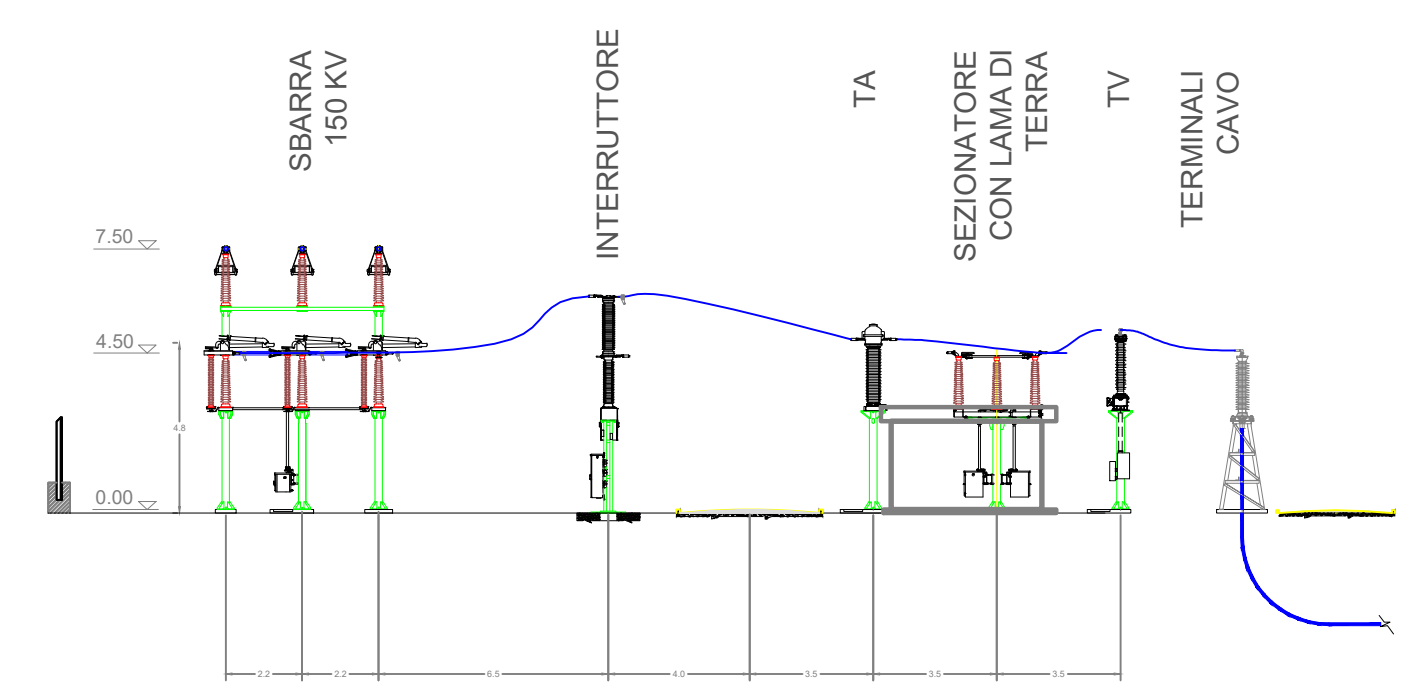 SBARRA
150 KV
INTERRUTTORE
TA
SEZIONATORE
CON LAMA DI
TERRA
TV
TERMINALI
CAVO
7.50
4.50
4.8
0.00
2.2
2.2
6.5
4.0
3.5
3.5
3.5